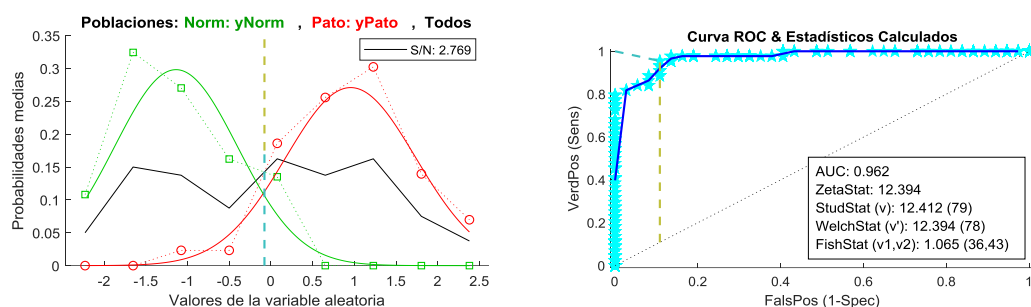 Poblaciones: Norm: yNorm , Pato: yPato , Todos
S/N: 2.769
Probabilidades medias
0.35
0.3
0.25
0.2
0.15
0.1
0.05
0
-2 -1.5 -1 -0.5 0 0.5 1 1.5 2 2.5
Valores de la variable aleatoria
Curva ROC & Estadísticos Calculados
VerdPos (Sens)
1
0.8
0.6
0.4
0.2
0
AUC: 0.962
ZetaStat: 12.394
StudStat (v): 12.412 (79)
WelchStat (v'): 12.394 (78)
FishStat (v1,v2): 1.065 (36,43)
0 0.2 0.4 0.6 0.8 1
FalsPos (1-Spec)